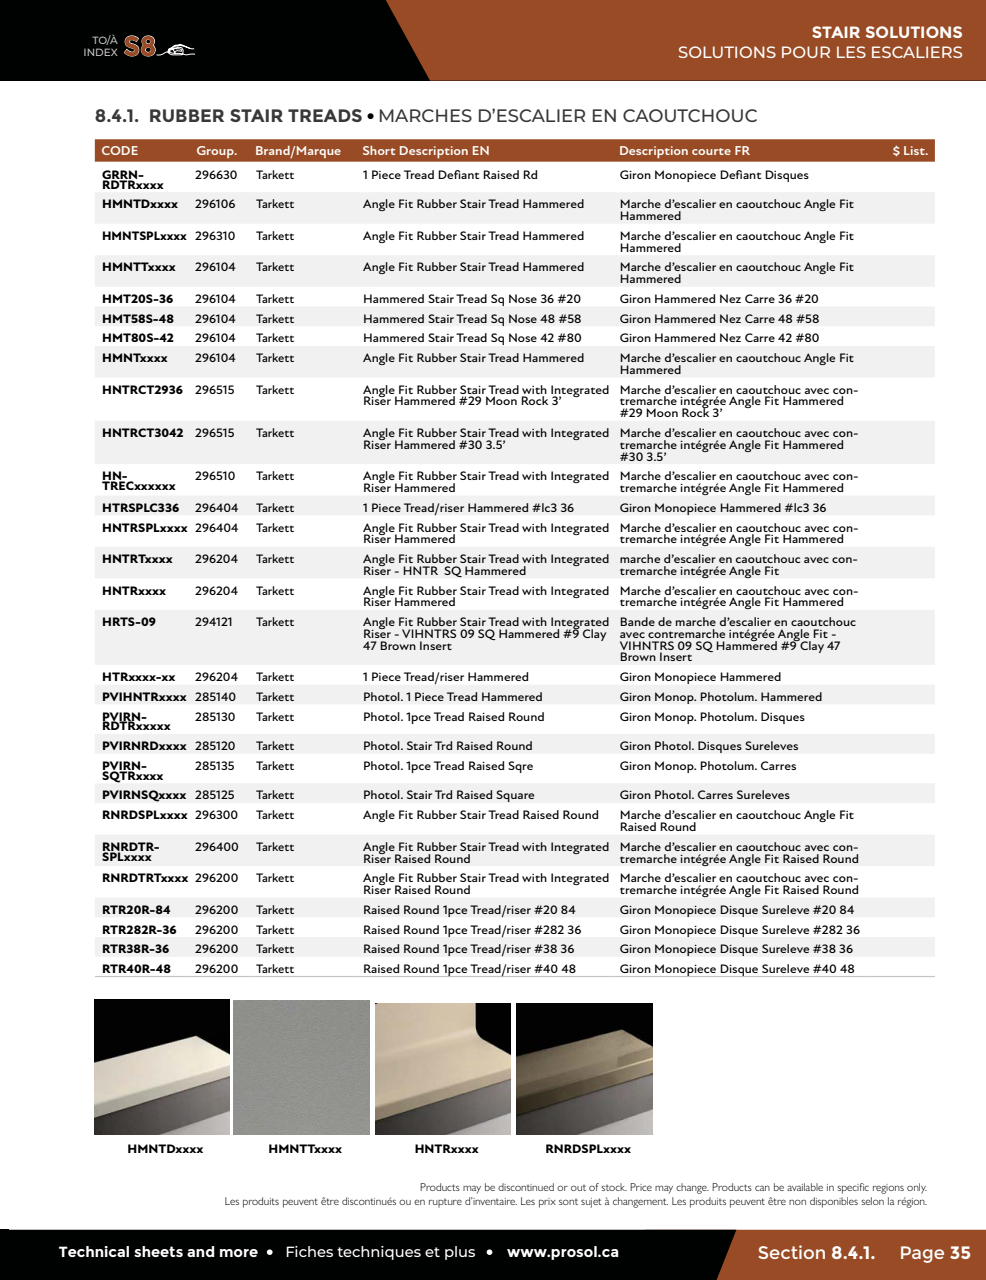 TO/À
INDEX S8
STAIR SOLUTIONS
SOLUTIONS POUR LES ESCALIERS
8.4.1. RUBBER STAIR TREADS • MARCHES D'ESCALIER EN CAOUTCHOUC
CODE Group. Brand/Marque Short Description EN Description courte FR $ List.
GRRN-
RDTRxxxx 296630 Tarkett 1 Piece Tread Defiant Raised Rd Giron Monopiece Defiant Disques
HMNTDxxxx 296106 Tarkett Angle Fit Rubber Stair Tread Hammered Marche d'escalier en caoutchouc Angle Fit
Hammered
HMNTSPLxxxx 296310 Tarkett Angle Fit Rubber Stair Tread Hammered Marche d'escalier en caoutchouc Angle Fit
Hammered
HMNTTxxxx 296104 Tarkett Angle Fit Rubber Stair Tread Hammered Marche d'escalier en caoutchouc Angle Fit
Hammered
HMT20S-36 296104 Tarkett Hammered Stair Tread Sq Nose 36 #20 Giron Hammered Nez Carre 36 #20
HMT58S-48 296104 Tarkett Hammered Stair Tread Sq Nose 48 #58 Giron Hammered Nez Carre 48 #58
HMT80S-42 296104 Tarkett Hammered Stair Tread Sq Nose 42 #80 Giron Hammered Nez Carre 42 #80
HMNTxxxx 296104 Tarkett Angle Fit Rubber Stair Tread Hammered Marche d'escalier en caoutchouc Angle Fit
Hammered
HNTRCT2936 296515 Tarkett Angle Fit Rubber Stair Tread with Integrated Marche d'escalier en caoutchouc avec con-
Riser Hammered #29 Moon Rock 3' tremarche intégrée Angle Fit Hammered
#29 Moon Rock 3'
HNTRCT3042 296515 Tarkett Angle Fit Rubber Stair Tread with Integrated Marche d'escalier en caoutchouc avec con-
Riser Hammered #30 3.5' tremarche intégrée Angle Fit Hammered
#30 3.5'
HN-
TRECxxxxxx 296510 Tarkett Angle Fit Rubber Stair Tread with Integrated Marche d'escalier en caoutchouc avec con-
Riser Hammered tremarche intégrée Angle Fit Hammered
HTRSPLC336 296404 Tarkett 1 Piece Tread/riser Hammered #lc3 36 Giron Monopiece Hammered #lc3 36
HNTRSPLxxxx 296404 Tarkett Angle Fit Rubber Stair Tread with Integrated Marche d'escalier en caoutchouc avec con-
Riser Hammered tremarche intégrée Angle Fit Hammered
HNTRTxxxx 296204 Tarkett Angle Fit Rubber Stair Tread with Integrated marche d'escalier en caoutchouc avec con-
Riser - HNTR SQ Hammered tremarche intégrée Angle Fit
HNTRxxxx 296204 Tarkett Angle Fit Rubber Stair Tread with Integrated Marche d'escalier en caoutchouc avec con-
Riser Hammered tremarche intégrée Angle Fit Hammered
HRTS-09 294121 Tarkett Angle Fit Rubber Stair Tread with Integrated Bande de marche d'escalier en caoutchouc
Riser - VIHNTRS 09 SQ Hammered #9 Clay avec contremarche intégrée Angle Fit -
47 Brown Insert VIHNTRS 09 SQ Hammered #9 Clay 47
Brown Insert
HTRxxxx-xx 296204 Tarkett 1 Piece Tread/riser Hammered Giron Monopiece Hammered
PVIHNTRxxxx 285140 Tarkett Photol. 1 Piece Tread Hammered Giron Monop. Photolum. Hammered
PVIRN-
RDTRxxxxx 285130 Tarkett Photol. 1pce Tread Raised Round Giron Monop. Photolum. Disques
PVIRNRDxxxx 285120 Tarkett Photol. Stair Trd Raised Round Giron Photol. Disques Sureleves
PVIRN-
SQTRxxxx 285135 Tarkett Photol. 1pce Tread Raised Sqre Giron Monop. Photolum. Carres
PVIRNSQxxxx 285125 Tarkett Photol. Stair Trd Raised Square Giron Photol. Carres Sureleves
RNRDSPLxxxx 296300 Tarkett Angle Fit Rubber Stair Tread Raised Round Marche d'escalier en caoutchouc Angle Fit
Raised Round
RNRDTR-
SPLxxxx 296400 Tarkett Angle Fit Rubber Stair Tread with Integrated Marche d'escalier en caoutchouc avec con-
Riser Raised Round tremarche intégrée Angle Fit Raised Round
RNRDTRTxxxx 296200 Tarkett Angle Fit Rubber Stair Tread with Integrated Marche d'escalier en caoutchouc avec con-
Riser Raised Round tremarche intégrée Angle Fit Raised Round
RTR20R-84 296200 Tarkett Raised Round 1pce Tread/riser #20 84 Giron Monopiece Disque Sureleve #20 84
RTR282R-36 296200 Tarkett Raised Round 1pce Tread/riser #282 36 Giron Monopiece Disque Sureleve #282 36
RTR38R-36 296200 Tarkett Raised Round 1pce Tread/riser #38 36 Giron Monopiece Disque Sureleve #38 36
RTR40R-48 296200 Tarkett Raised Round 1pce Tread/riser #40 48 Giron Monopiece Disque Sureleve #40 48
HMNTDxxxx HMNTTxxxx HNTRxxxx RNRDSPLxxxx
Products may be discontinued or out of stock. Price may change. Products can be available in specific regions only.
Les produits peuvent être discontinués ou en rupture d'inventaire. Les prix sont sujet à changement. Les produits peuvent être non disponibles selon la région.
Technical sheets and more • Fiches techniques et plus • www.prosol.ca Section 8.4.1. Page 35